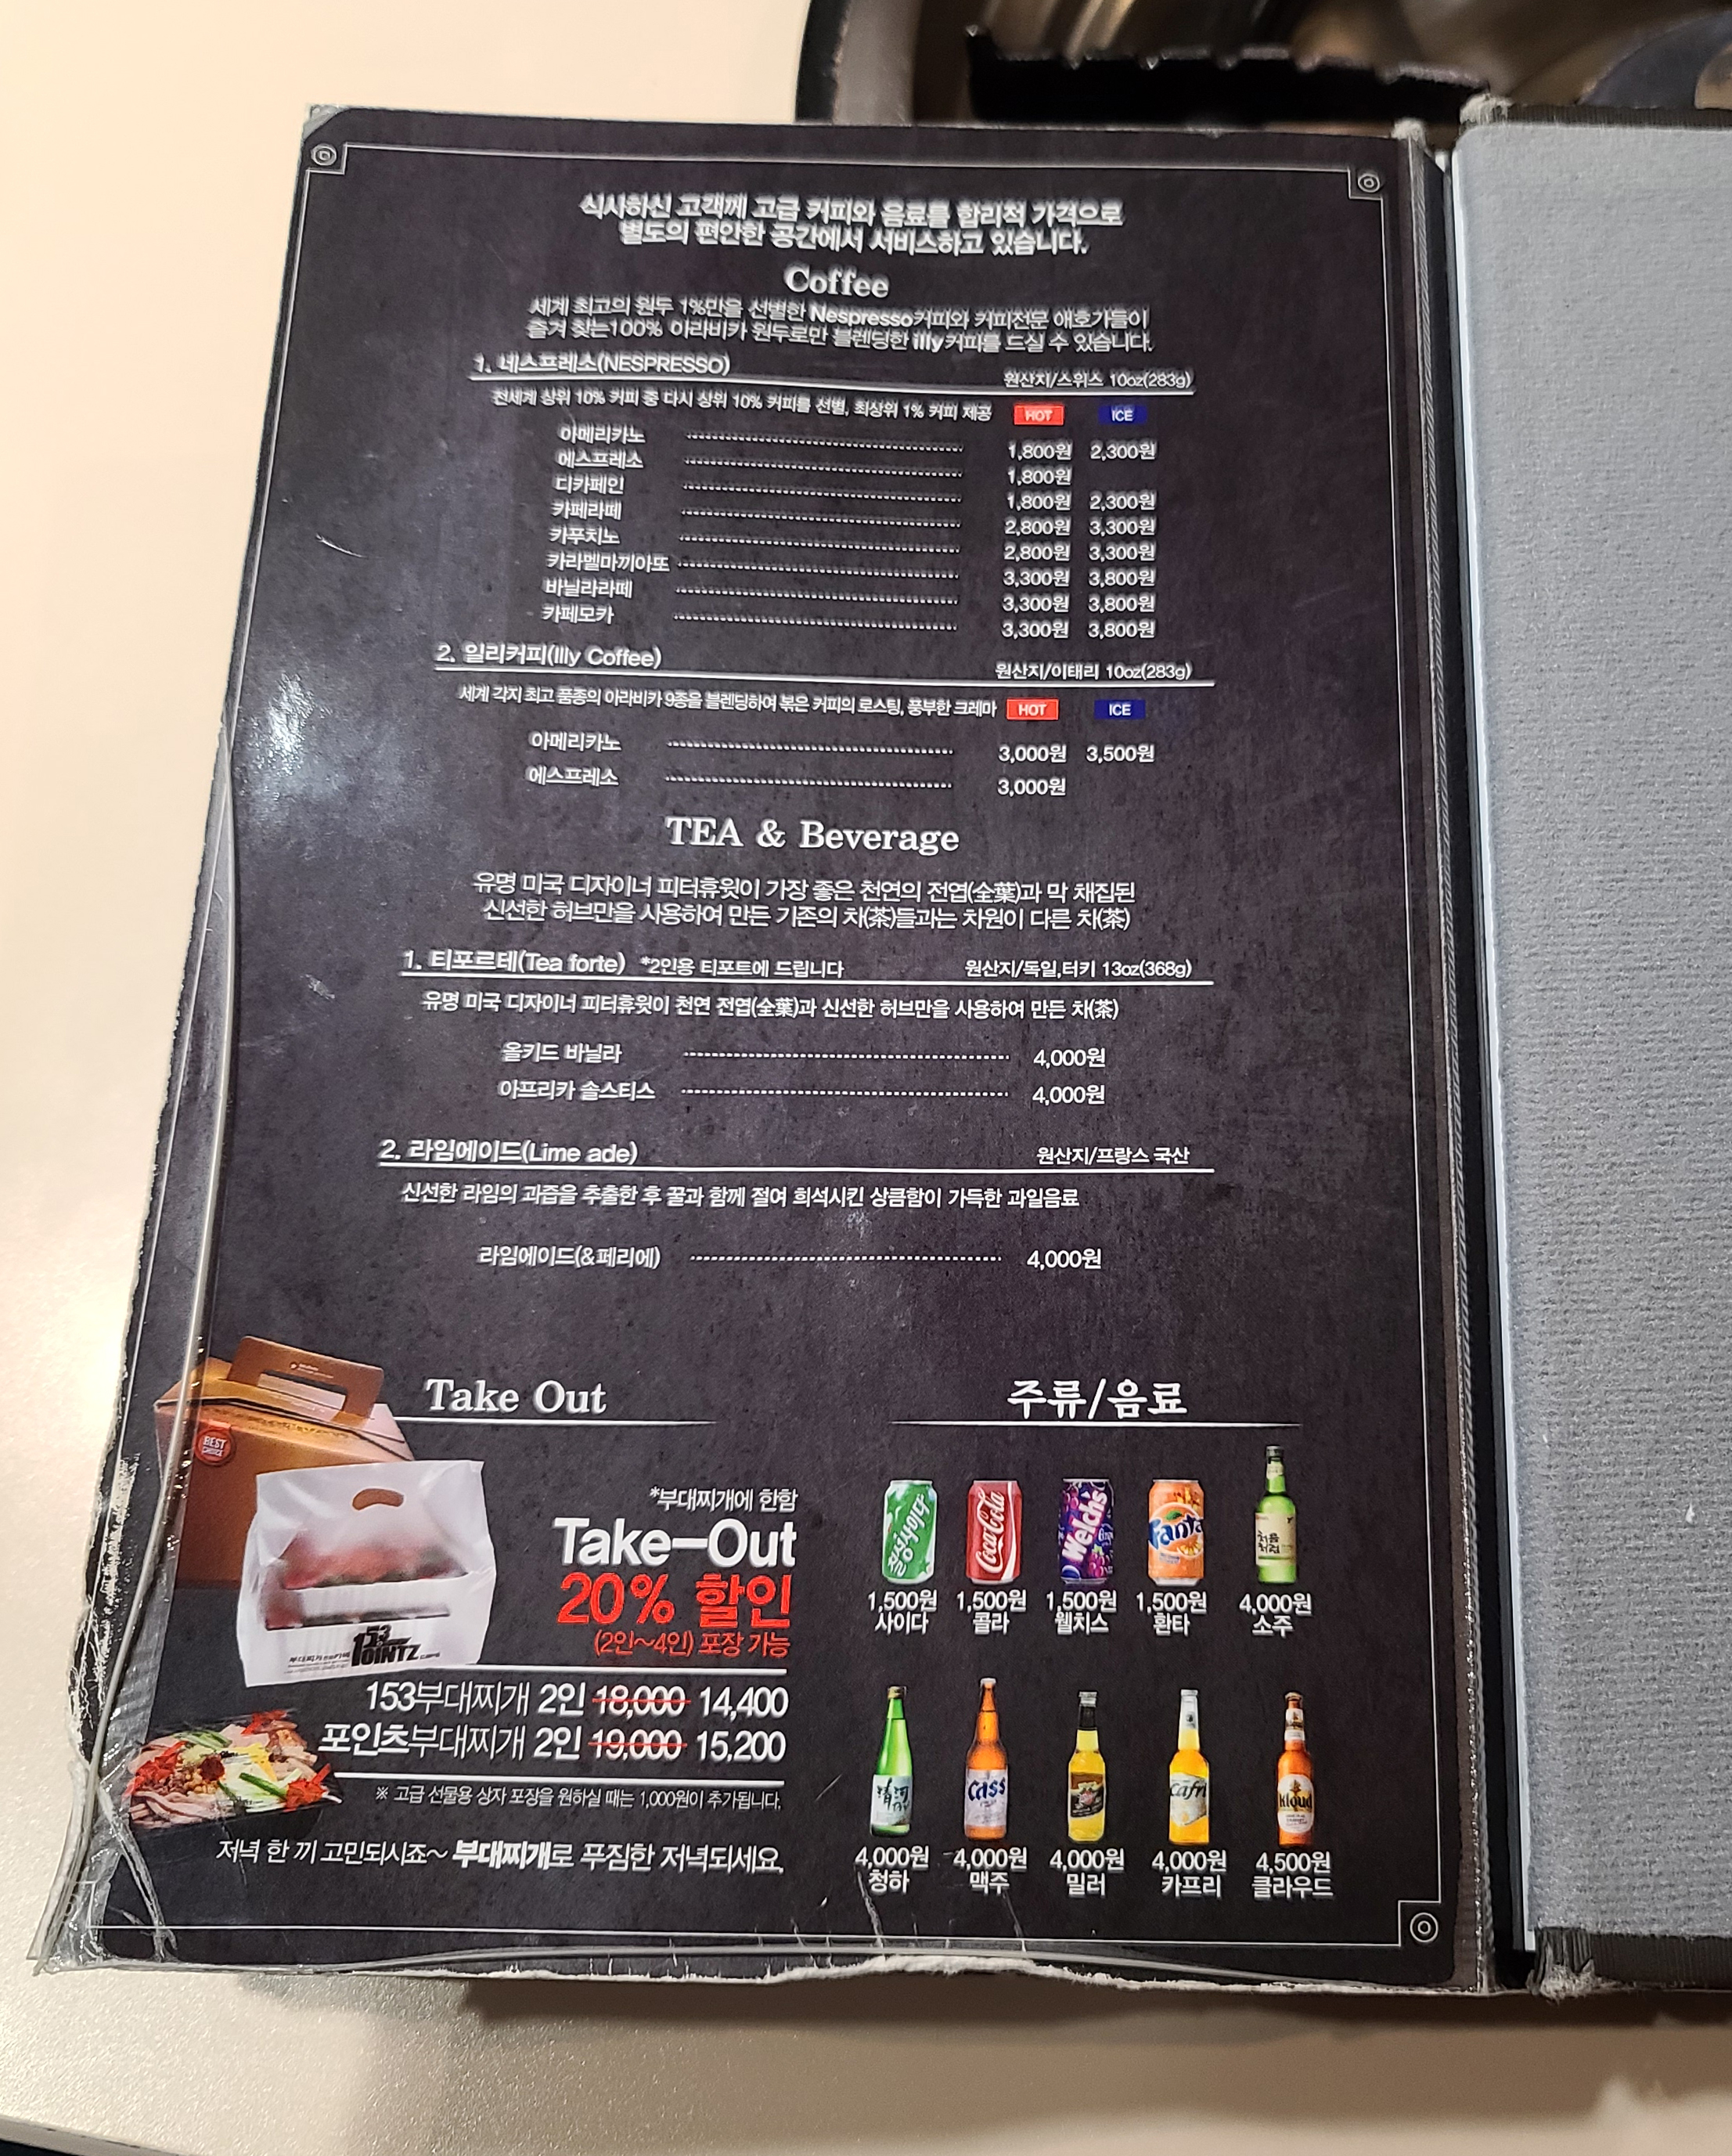 식사하신 고객께 고급 커피와 음료를 할리적 가격으로
별도의 편안한 공간에서 서비스하고 있습니다.
Coffee
세계 최고의 원두 1%만을 선별한 Nespresso커피와 커피전문 애호가들이
즐겨 찾는100% 아라비카 원두로만 블렌딩한 illy커피를 드실 수 있습니다.
1. 네스프레소(NESPRESSO) 원산지/스위스 10oz(283g)
전세계 상위 10% 커피 중 다시 상위 10% 커피를 선별, 최상위 1% 커피 제공 HOT ICE
아메리카노 1,800원 2,300원
에스프레소 1,800원
디카페인 1,800원 2,300원
카페라떼 2,800원 3,300원
카푸치노 2,800원 3,300원
카라멜마끼아또 3,300원 3,800원
바닐라라떼 3,300원 3,800원
카페모카 3,300원 3,800원
2. 일리커피(Illy Coffee) 원산지/이태리 10oz(283g)
세계 각지 최고 품종의 아라비카 9종을 블렌딩하여 볶은 커피의 로스팅, 풍부한 크레마 HOT ICE
아메리카노 3,000원 3,500원
에스프레소 3,000원
TEA & Beverage
유명 미국 디자이너 피터휴윗이 가장 좋은 천연의 전엽(全葉)과 막 채집된
신선한 허브만을 사용하여 만든 기존의 차(茶)들과는 차원이 다른 차(茶)
1. 티포르테(Tea forte) *2인용 티포트에 드립니다 원산지/독일,터키 13oz(368g)
유명 미국 디자이너 피터휴윗이 천연 전엽(全葉)과 신선한 허브만을 사용하여 만든 차(茶)
올키드 바닐라 4,000원
아프리카 솔스티스 4,000원
2. 라임에이드(Lime ade) 원산지/프랑스 국산
신선한 라임의 과즙을 추출한 후 꿀과 함께 절여 희석시킨 상큼함이 가득한 과일음료
라임에이드(&페리에) 4,000원
Take Out
BEST
*부대찌개에 한함
Take-Out
20% 할인
(2인~4인) 포장 가능
153
POINTZ
153부대찌개 2인 18,000 14,400
포인츠부대찌개 2인 19,000 15,200
※ 고급 선물용 상자 포장을 원하실 때는 1,000원이 추가됩니다.
저녁 한 끼 고민되시죠~ 부대찌개로 푸짐한 저녁되세요.
주류/음료
칠성사이다 Coca-Cola Welch's Fanta 처음처럼
1,500원 1,500원 1,500원 1,500원 4,000원
사이다 콜라 웰치스 환타 소주
淸河 Cass Cafri Kloud
4,000원 4,000원 4,000원 4,000원 4,500원
청하 맥주 밀러 카프리 클라우드